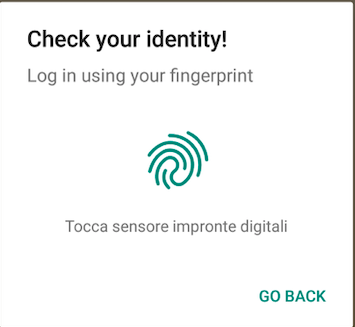 Check your identity!
Log in using your fingerprint
Tocca sensore impronte digitali
GO BACK